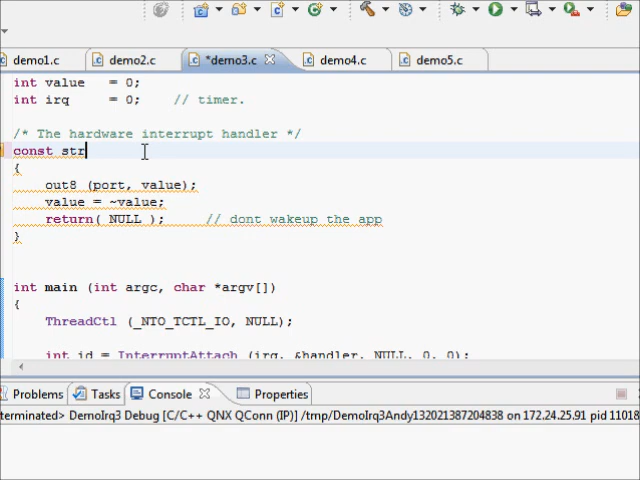 demo1.c demo2.c *demo3.c demo4.c demo5.c
int value = 0;
int irq = 0; // timer.
/* The hardware interrupt handler */
const str
{
out8 (port, value);
value = ~value;
return( NULL ); // dont wakeup the app
}
int main (int argc, char *argv[])
{
ThreadCtl (_NTO_TCTL_IO, NULL);
int id = InterruptAttach (irq, &handler, NULL, 0, 0);
Problems Tasks Console Properties
terminated> DemoIrq3 Debug [C/C++ QNX QConn (IP)] /tmp/DemoIrq3Andy132021387204838 on 172.24.25.91 pid 11018